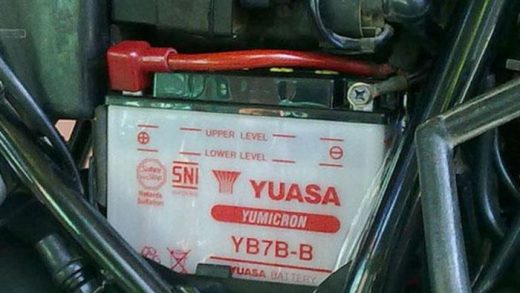 UPPER LEVEL
LOWER LEVEL
SNI
YUASA
YUMICRON
YB7B-B
YUASA BATTERY